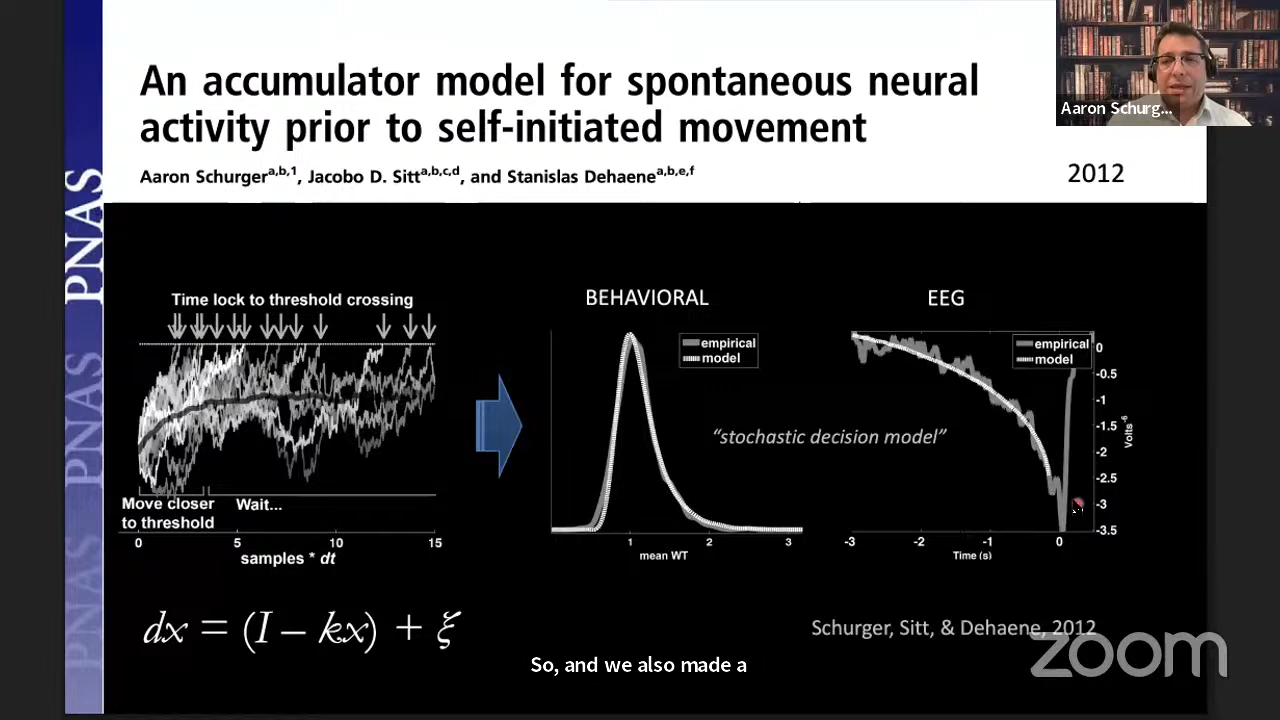 An accumulator model for spontaneous neural
activity prior to self-initiated movement
Aaron Schurger^a,b,1, Jacobo D. Sitt^a,b,c,d, and Stanislas Dehaene^a,b,e,f
2012
Aaron Schurg...
PNAS
PNAS
PNAS
Time lock to threshold crossing
Move closer
to threshold
Wait...
0 5 10 15
samples * dt
BEHAVIORAL
empirical
model
1 2 3
mean WT
"stochastic decision model"
EEG
empirical
model
0
-0.5
-1
-1.5
-2
-2.5
-3
-3.5
Volts^-6
-3 -2 -1 0
Time (s)
dx = (I – kx) + ξ
Schurger, Sitt, & Dehaene, 2012
zoom
So, and we also made a